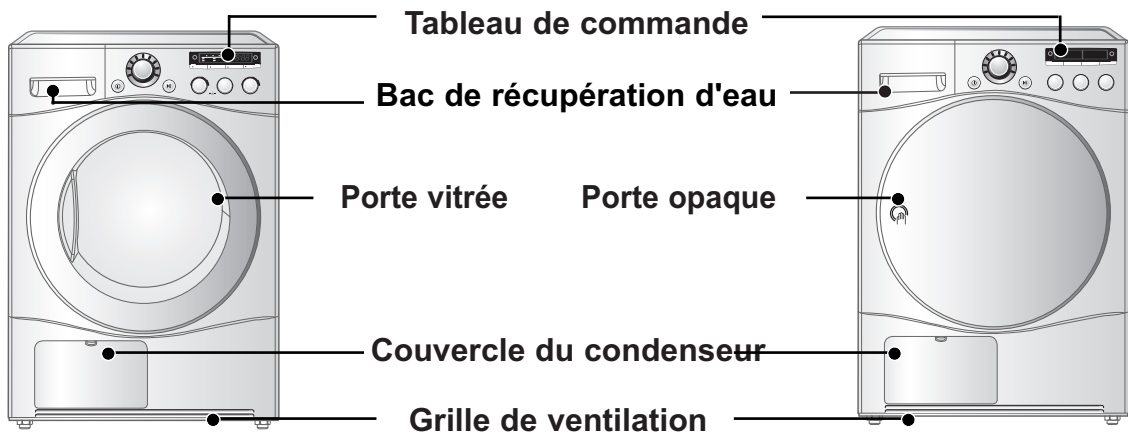 Tableau de commande
Bac de récupération d'eau
Porte vitrée
Porte opaque
Couvercle du condenseur
Grille de ventilation